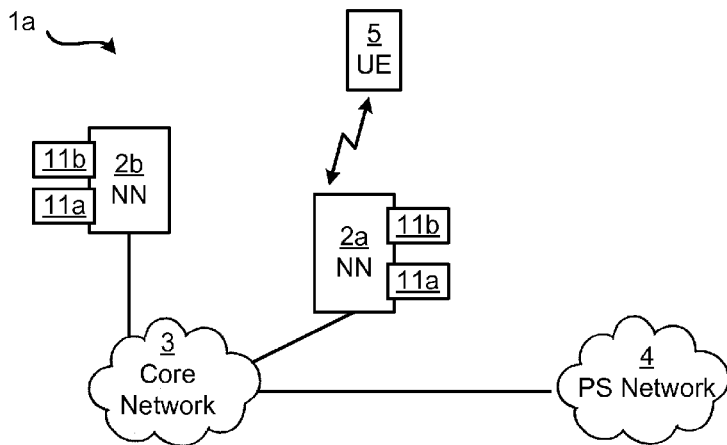 1a
5
UE
11b
11a
2b
NN
2a
NN
11b
11a
3
Core
Network
4
PS Network